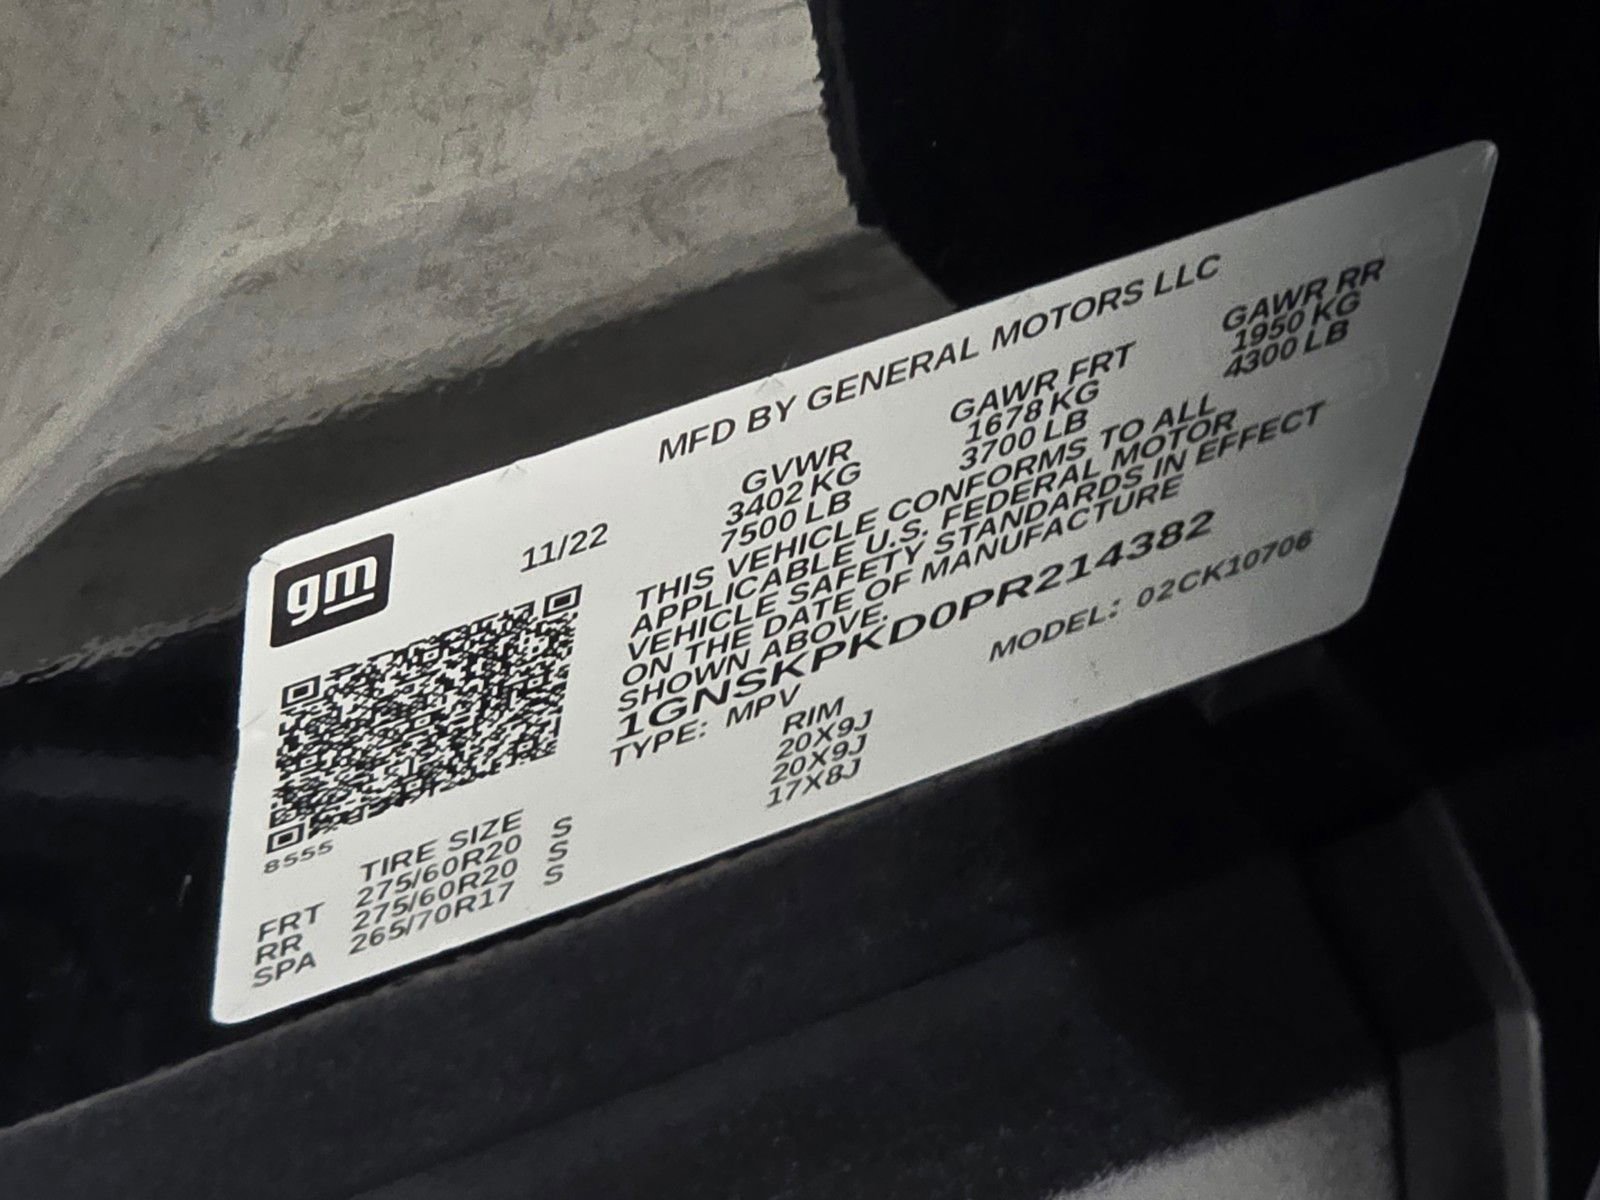 gm
11/22
MFD BY GENERAL MOTORS LLC
GVWR GAWR FRT GAWR RR
3402 KG 1678 KG 1950 KG
7500 LB 3700 LB 4300 LB
THIS VEHICLE CONFORMS TO ALL
APPLICABLE U.S. FEDERAL MOTOR
VEHICLE SAFETY STANDARDS IN EFFECT
ON THE DATE OF MANUFACTURE
SHOWN ABOVE.
1GNSKPKD0PR214382
TYPE: MPV MODEL: 02CK10706
8555
TIRE SIZE RIM
FRT 275/60R20 S 20X9J
RR 275/60R20 S 20X9J
SPA 265/70R17 S 17X8J